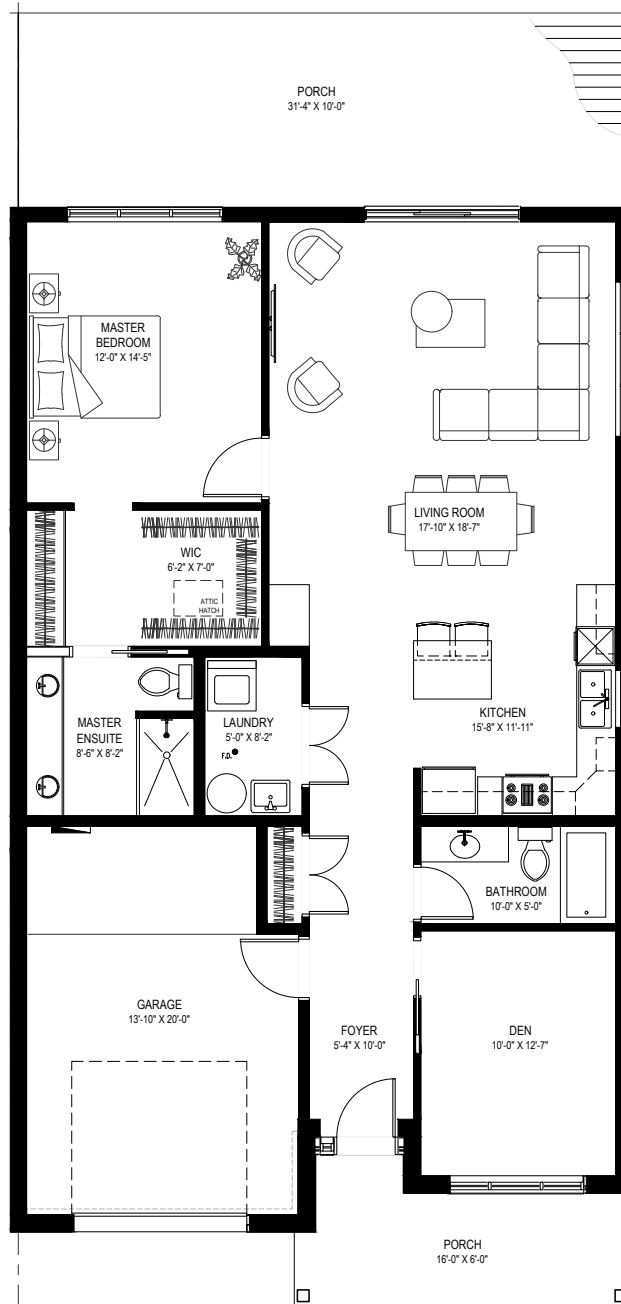 PORCH
31'-4" X 10'-0"
MASTER
BEDROOM
12'-0" X 14'-5"
LIVING ROOM
17'-10" X 18'-7"
WIC
6'-2" X 7'-0"
ATTIC
HATCH
MASTER
ENSUITE
8'-6" X 8'-2"
LAUNDRY
5'-0" X 8'-2"
F.D.
KITCHEN
15'-8" X 11'-11"
BATHROOM
10'-0" X 5'-0"
GARAGE
13'-10" X 20'-0"
FOYER
5'-4" X 10'-0"
DEN
10'-0" X 12'-7"
PORCH
16'-0" X 6'-0"